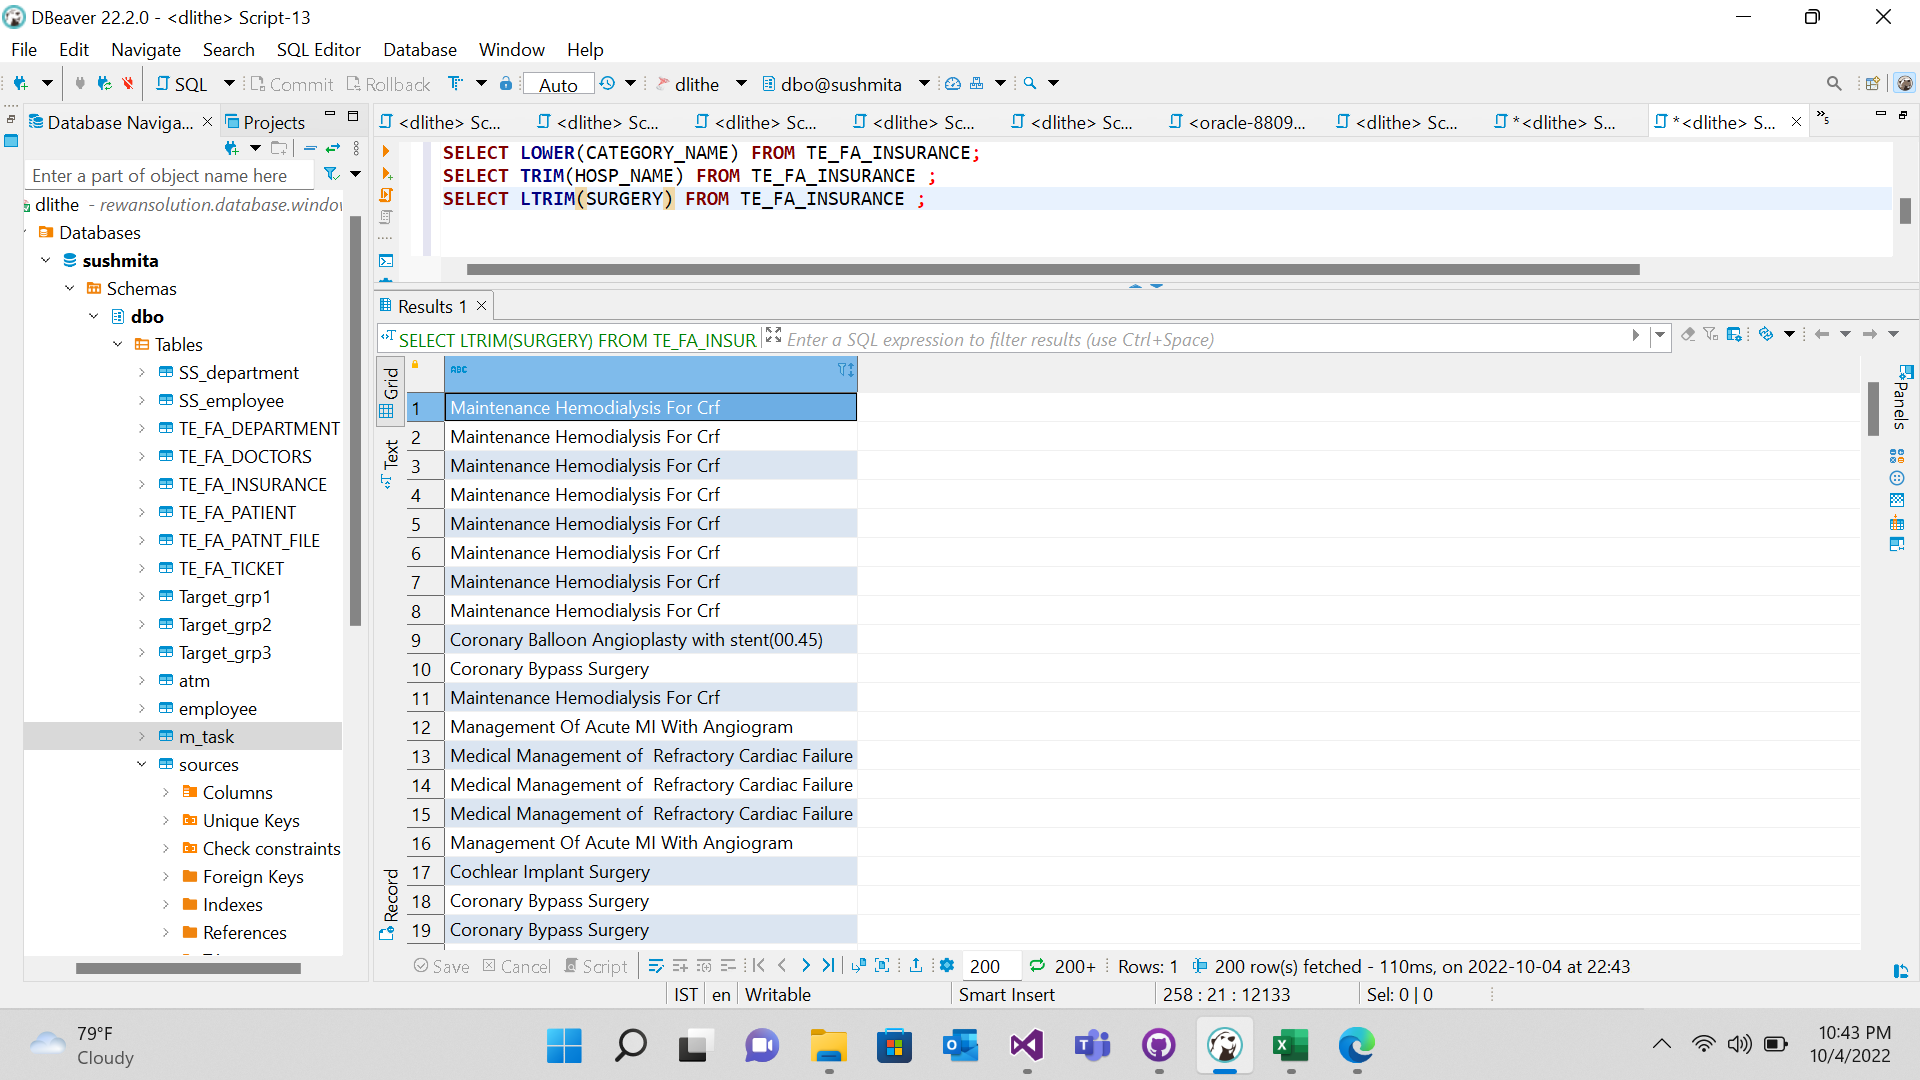 DBeaver 22.2.0 - <dlithe> Script-13
File Edit Navigate Search SQL Editor Database Window Help
SQL Commit Rollback Auto dlithe dbo@sushmita
Database Naviga... Projects
Enter a part of object name here
dlithe - rewansolution.database.windov
Databases
sushmita
Schemas
dbo
Tables
SS_department
SS_employee
TE_FA_DEPARTMENT
TE_FA_DOCTORS
TE_FA_INSURANCE
TE_FA_PATIENT
TE_FA_PATNT_FILE
TE_FA_TICKET
Target_grp1
Target_grp2
Target_grp3
atm
employee
m_task
sources
Columns
Unique Keys
Check constraints
Foreign Keys
Indexes
References
<dlithe> Sc... <dlithe> Sc... <dlithe> Sc... <dlithe> Sc... <dlithe> Sc... <oracle-8809... <dlithe> Sc... *<dlithe> S... *<dlithe> S... »5
SELECT LOWER(CATEGORY_NAME) FROM TE_FA_INSURANCE;
SELECT TRIM(HOSP_NAME) FROM TE_FA_INSURANCE ;
SELECT LTRIM(SURGERY) FROM TE_FA_INSURANCE ;
Results 1
SELECT LTRIM(SURGERY) FROM TE_FA_INSUR Enter a SQL expression to filter results (use Ctrl+Space)
Grid
Text
Record
Panels
ABC
1 Maintenance Hemodialysis For Crf
2 Maintenance Hemodialysis For Crf
3 Maintenance Hemodialysis For Crf
4 Maintenance Hemodialysis For Crf
5 Maintenance Hemodialysis For Crf
6 Maintenance Hemodialysis For Crf
7 Maintenance Hemodialysis For Crf
8 Maintenance Hemodialysis For Crf
9 Coronary Balloon Angioplasty with stent(00.45)
10 Coronary Bypass Surgery
11 Maintenance Hemodialysis For Crf
12 Management Of Acute MI With Angiogram
13 Medical Management of  Refractory Cardiac Failure
14 Medical Management of  Refractory Cardiac Failure
15 Medical Management of  Refractory Cardiac Failure
16 Management Of Acute MI With Angiogram
17 Cochlear Implant Surgery
18 Coronary Bypass Surgery
19 Coronary Bypass Surgery
Save Cancel Script 200 200+ Rows: 1 200 row(s) fetched - 110ms, on 2022-10-04 at 22:43
IST en Writable Smart Insert 258 : 21 : 12133 Sel: 0 | 0
79°F
Cloudy
10:43 PM
10/4/2022